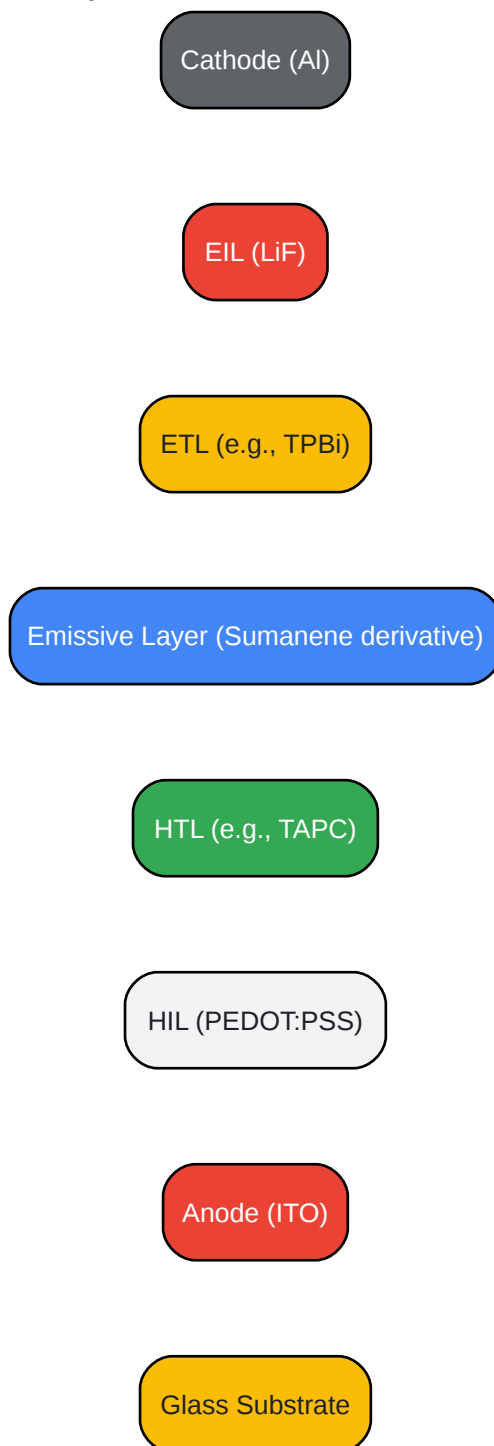 Cathode (Al)
EIL (LiF)
ETL (e.g., TPBi)
Emissive Layer (Sumanene derivative)
HTL (e.g., TAPC)
HIL (PEDOT:PSS)
Anode (ITO)
Glass Substrate